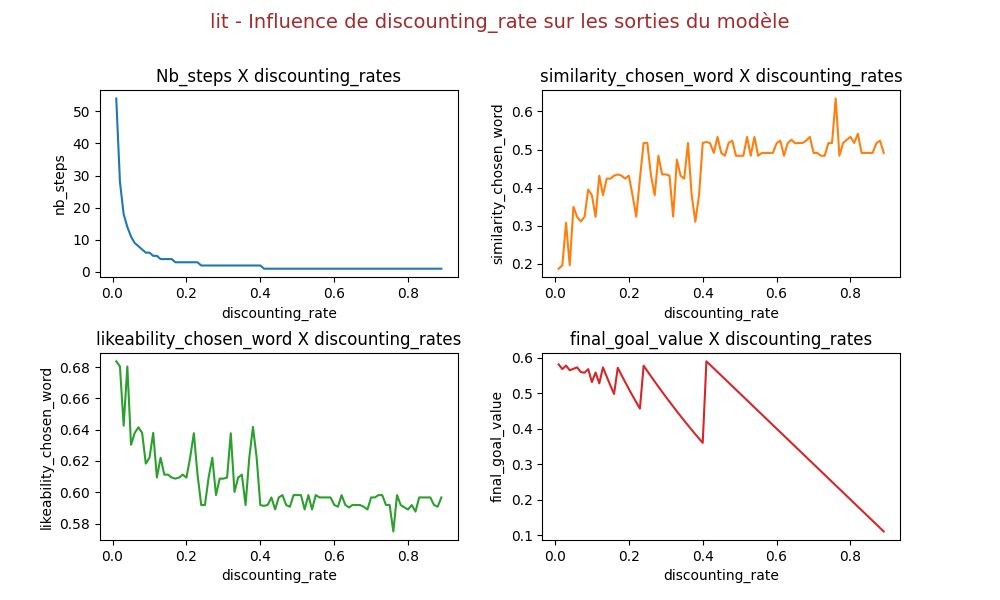 lit - Influence de discounting_rate sur les sorties du modèle
Nb_steps X discounting_rates
nb_steps
50
40
30
20
10
0
0.0 0.2 0.4 0.6 0.8
discounting_rate
similarity_chosen_word X discounting_rates
similarity_chosen_word
0.6
0.5
0.4
0.3
0.2
0.0 0.2 0.4 0.6 0.8
discounting_rate
likeability_chosen_word X discounting_rates
likeability_chosen_word
0.68
0.66
0.64
0.62
0.60
0.58
0.0 0.2 0.4 0.6 0.8
discounting_rate
final_goal_value X discounting_rates
final_goal_value
0.6
0.5
0.4
0.3
0.2
0.1
0.0 0.2 0.4 0.6 0.8
discounting_rate